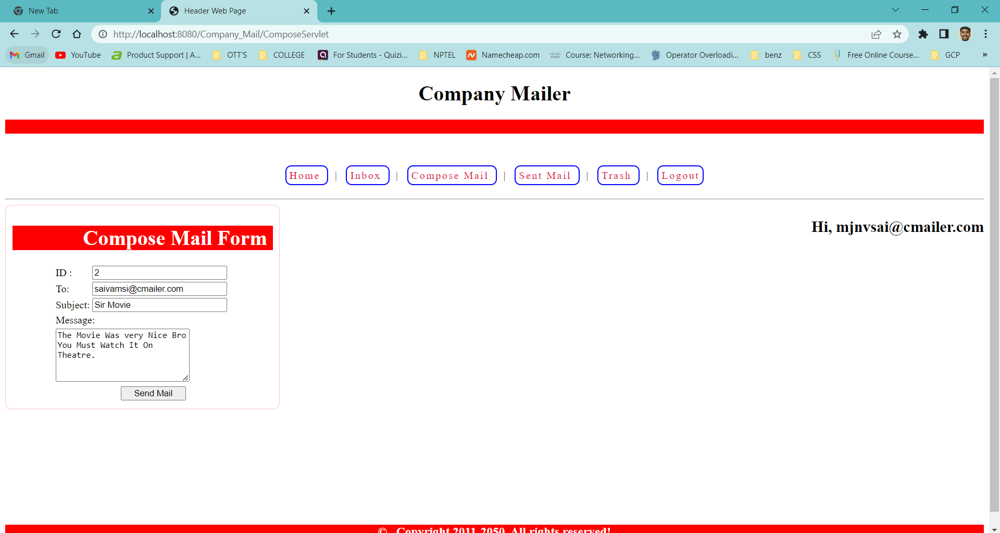 New Tab
Header Web Page
http://localhost:8080/Company_Mail/ComposeServlet
Gmail YouTube Product Support | A... OTT'S COLLEGE For Students - Quizi... NPTEL Namecheap.com Course: Networking... Operator Overloadi... benz CSS Free Online Course... GCP »
Company Mailer
Home | Inbox | Compose Mail | Sent Mail | Trash | Logout
Hi, mjnvsai@cmailer.com
Compose Mail Form
ID : 2
To: saivamsi@cmailer.com
Subject: Sir Movie
Message:
The Movie Was very Nice Bro
You Must Watch It On
Theatre.
Send Mail
© Copyright 2011-2050. All rights reserved!